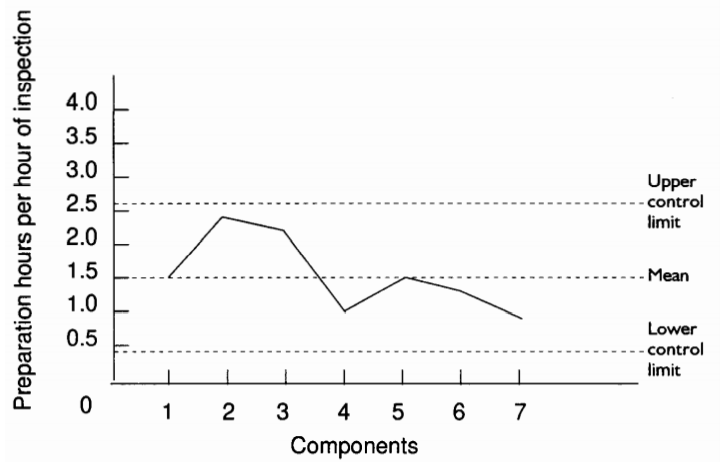 Preparation hours per hour of inspection
4.0
3.5
3.0
2.5
2.0
1.5
1.0
0.5
0
Upper
control
limit
Mean
Lower
control
limit
1 2 3 4 5 6 7
Components